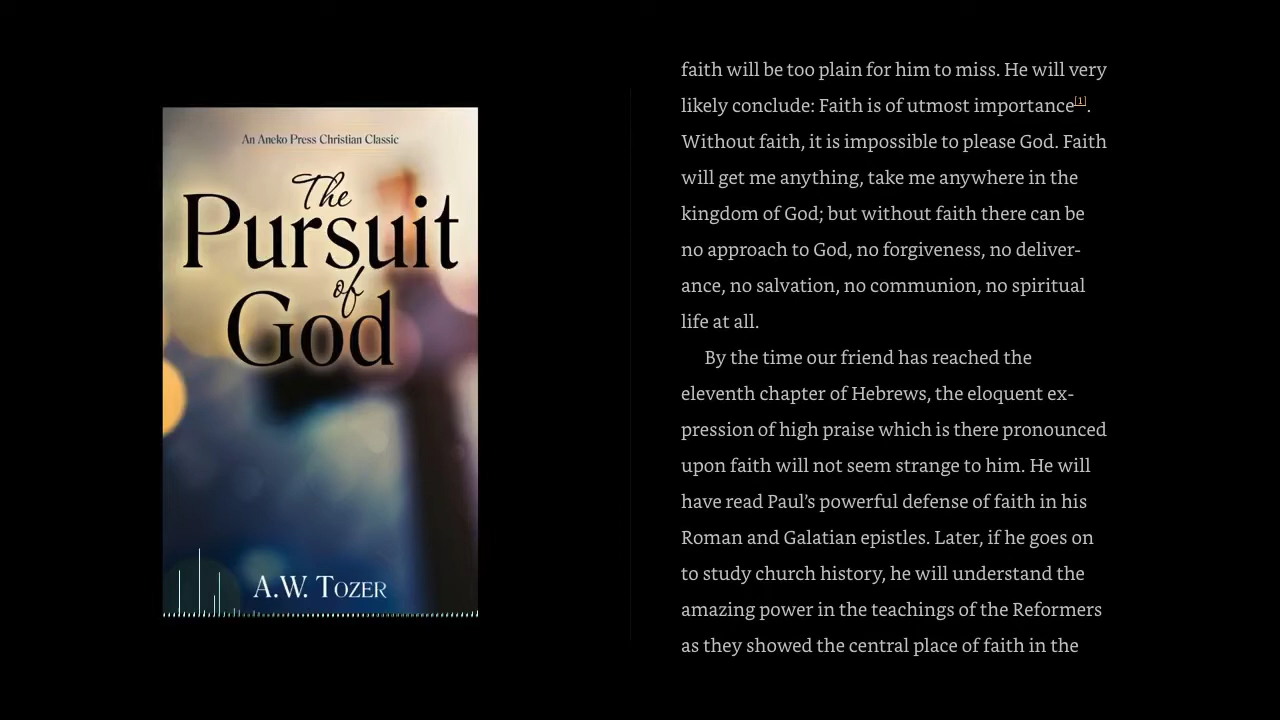 An Aneko Press Christian Classic
The
Pursuit
of
God
A.W. Tozer
faith will be too plain for him to miss. He will very
likely conclude: Faith is of utmost importance[1].
Without faith, it is impossible to please God. Faith
will get me anything, take me anywhere in the
kingdom of God; but without faith there can be
no approach to God, no forgiveness, no deliver-
ance, no salvation, no communion, no spiritual
life at all.
By the time our friend has reached the
eleventh chapter of Hebrews, the eloquent ex-
pression of high praise which is there pronounced
upon faith will not seem strange to him. He will
have read Paul’s powerful defense of faith in his
Roman and Galatian epistles. Later, if he goes on
to study church history, he will understand the
amazing power in the teachings of the Reformers
as they showed the central place of faith in the